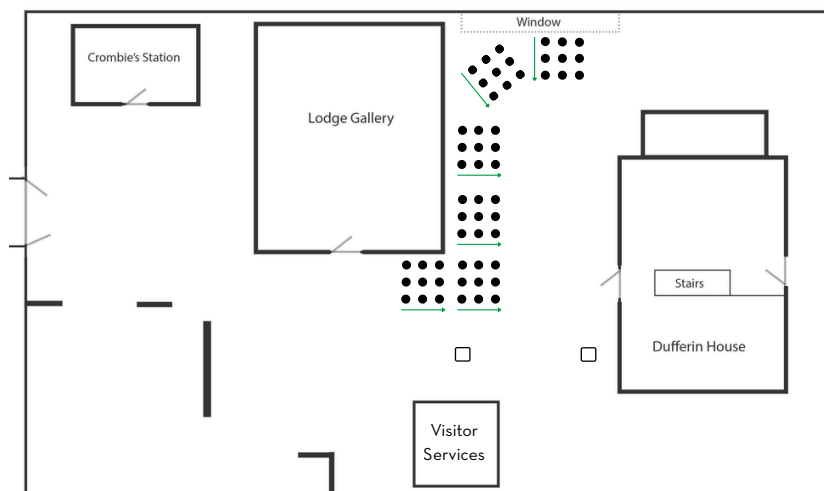 Window
Crombie's Station
Lodge Gallery
Stairs
Dufferin House
Visitor
Services